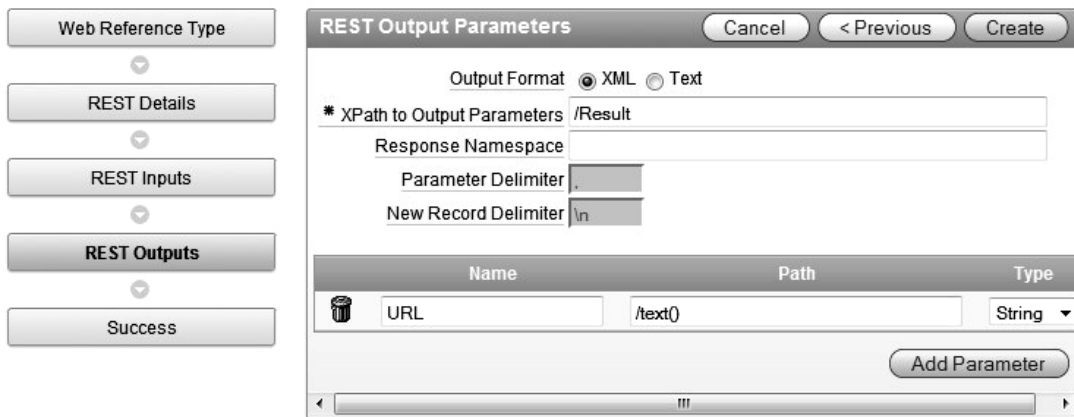 Web Reference Type
REST Details
REST Inputs
REST Outputs
Success
REST Output Parameters
Cancel
< Previous
Create
Output Format XML Text
* XPath to Output Parameters /Result
Response Namespace
Parameter Delimiter ,
New Record Delimiter \n
Name Path Type
URL /text() String
Add Parameter